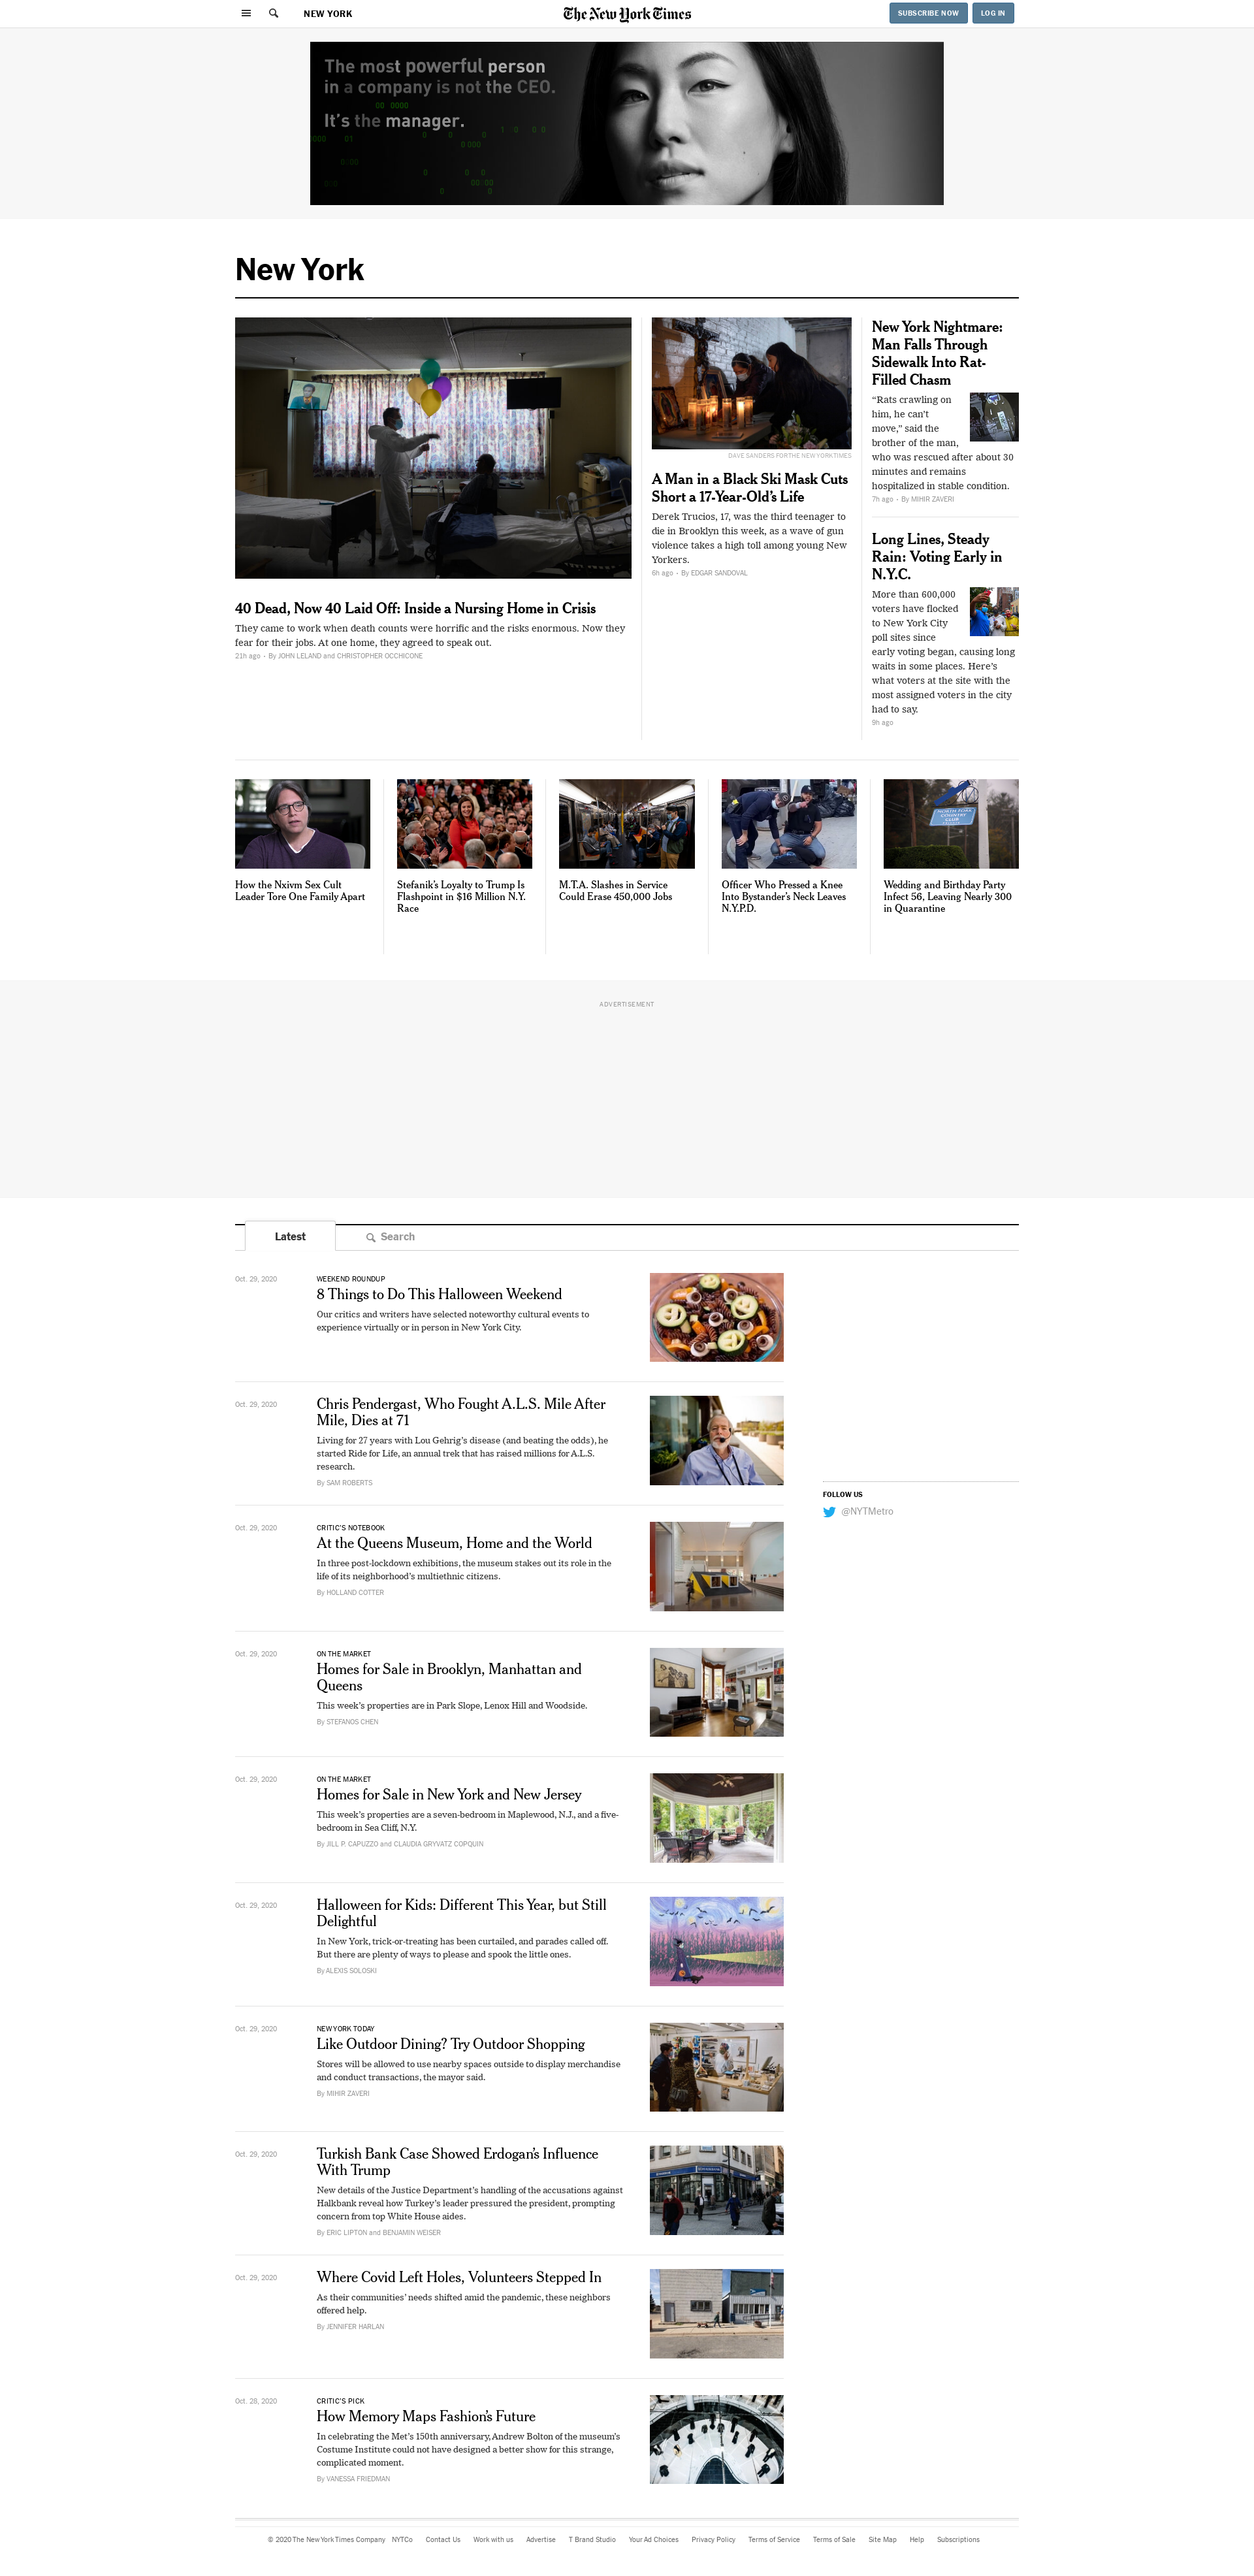 NEW YORK
The New York Times
SUBSCRIBE NOW
LOG IN
The most powerful person
in a company is not the CEO.
It's the manager.
New York
DAVE SANDERS FOR THE NEW YORK TIMES
40 Dead, Now 40 Laid Off: Inside a Nursing Home in Crisis
They came to work when death counts were horrific and the risks enormous. Now they
fear for their jobs. At one home, they agreed to speak out.
21h ago • By JOHN LELAND and CHRISTOPHER OCCHICONE
A Man in a Black Ski Mask Cuts
Short a 17-Year-Old’s Life
Derek Trucios, 17, was the third teenager to
die in Brooklyn this week, as a wave of gun
violence takes a high toll among young New
Yorkers.
6h ago • By EDGAR SANDOVAL
New York Nightmare:
Man Falls Through
Sidewalk Into Rat-
Filled Chasm
“Rats crawling on
him, he can’t
move,” said the
brother of the man,
who was rescued after about 30
minutes and remains
hospitalized in stable condition.
7h ago • By MIHIR ZAVERI
Long Lines, Steady
Rain: Voting Early in
N.Y.C.
More than 600,000
voters have flocked
to New York City
poll sites since
early voting began, causing long
waits in some places. Here’s
what voters at the site with the
most assigned voters in the city
had to say.
9h ago
How the Nxivm Sex Cult
Leader Tore One Family Apart
Stefanik’s Loyalty to Trump Is
Flashpoint in $16 Million N.Y.
Race
M.T.A. Slashes in Service
Could Erase 450,000 Jobs
Officer Who Pressed a Knee
Into Bystander’s Neck Leaves
N.Y.P.D.
Wedding and Birthday Party
Infect 56, Leaving Nearly 300
in Quarantine
ADVERTISEMENT
Latest
Search
Oct. 29, 2020
WEEKEND ROUNDUP
8 Things to Do This Halloween Weekend
Our critics and writers have selected noteworthy cultural events to
experience virtually or in person in New York City.
Oct. 29, 2020
Chris Pendergast, Who Fought A.L.S. Mile After
Mile, Dies at 71
Living for 27 years with Lou Gehrig’s disease (and beating the odds), he
started Ride for Life, an annual trek that has raised millions for A.L.S.
research.
By SAM ROBERTS
FOLLOW US
@NYTMetro
Oct. 29, 2020
CRITIC’S NOTEBOOK
At the Queens Museum, Home and the World
In three post-lockdown exhibitions, the museum stakes out its role in the
life of its neighborhood’s multiethnic citizens.
By HOLLAND COTTER
Oct. 29, 2020
ON THE MARKET
Homes for Sale in Brooklyn, Manhattan and
Queens
This week’s properties are in Park Slope, Lenox Hill and Woodside.
By STEFANOS CHEN
Oct. 29, 2020
ON THE MARKET
Homes for Sale in New York and New Jersey
This week’s properties are a seven-bedroom in Maplewood, N.J., and a five-
bedroom in Sea Cliff, N.Y.
By JILL P. CAPUZZO and CLAUDIA GRYVATZ COPQUIN
Oct. 29, 2020
Halloween for Kids: Different This Year, but Still
Delightful
In New York, trick-or-treating has been curtailed, and parades called off.
But there are plenty of ways to please and spook the little ones.
By ALEXIS SOLOSKI
Oct. 29, 2020
NEW YORK TODAY
Like Outdoor Dining? Try Outdoor Shopping
Stores will be allowed to use nearby spaces outside to display merchandise
and conduct transactions, the mayor said.
By MIHIR ZAVERI
Oct. 29, 2020
Turkish Bank Case Showed Erdogan’s Influence
With Trump
New details of the Justice Department’s handling of the accusations against
Halkbank reveal how Turkey’s leader pressured the president, prompting
concern from top White House aides.
By ERIC LIPTON and BENJAMIN WEISER
Oct. 29, 2020
Where Covid Left Holes, Volunteers Stepped In
As their communities’ needs shifted amid the pandemic, these neighbors
offered help.
By JENNIFER HARLAN
Oct. 28, 2020
CRITIC’S PICK
How Memory Maps Fashion’s Future
In celebrating the Met’s 150th anniversary, Andrew Bolton of the museum’s
Costume Institute could not have designed a better show for this strange,
complicated moment.
By VANESSA FRIEDMAN
© 2020 The New York Times Company NYTCo Contact Us Work with us Advertise T Brand Studio Your Ad Choices Privacy Policy Terms of Service Terms of Sale Site Map Help Subscriptions